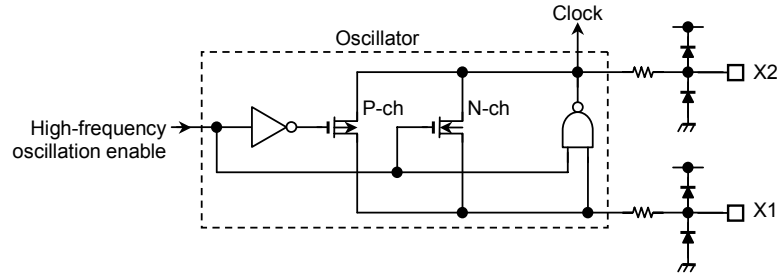 Clock
Oscillator
X2
P-ch
N-ch
High-frequency
oscillation enable
X1